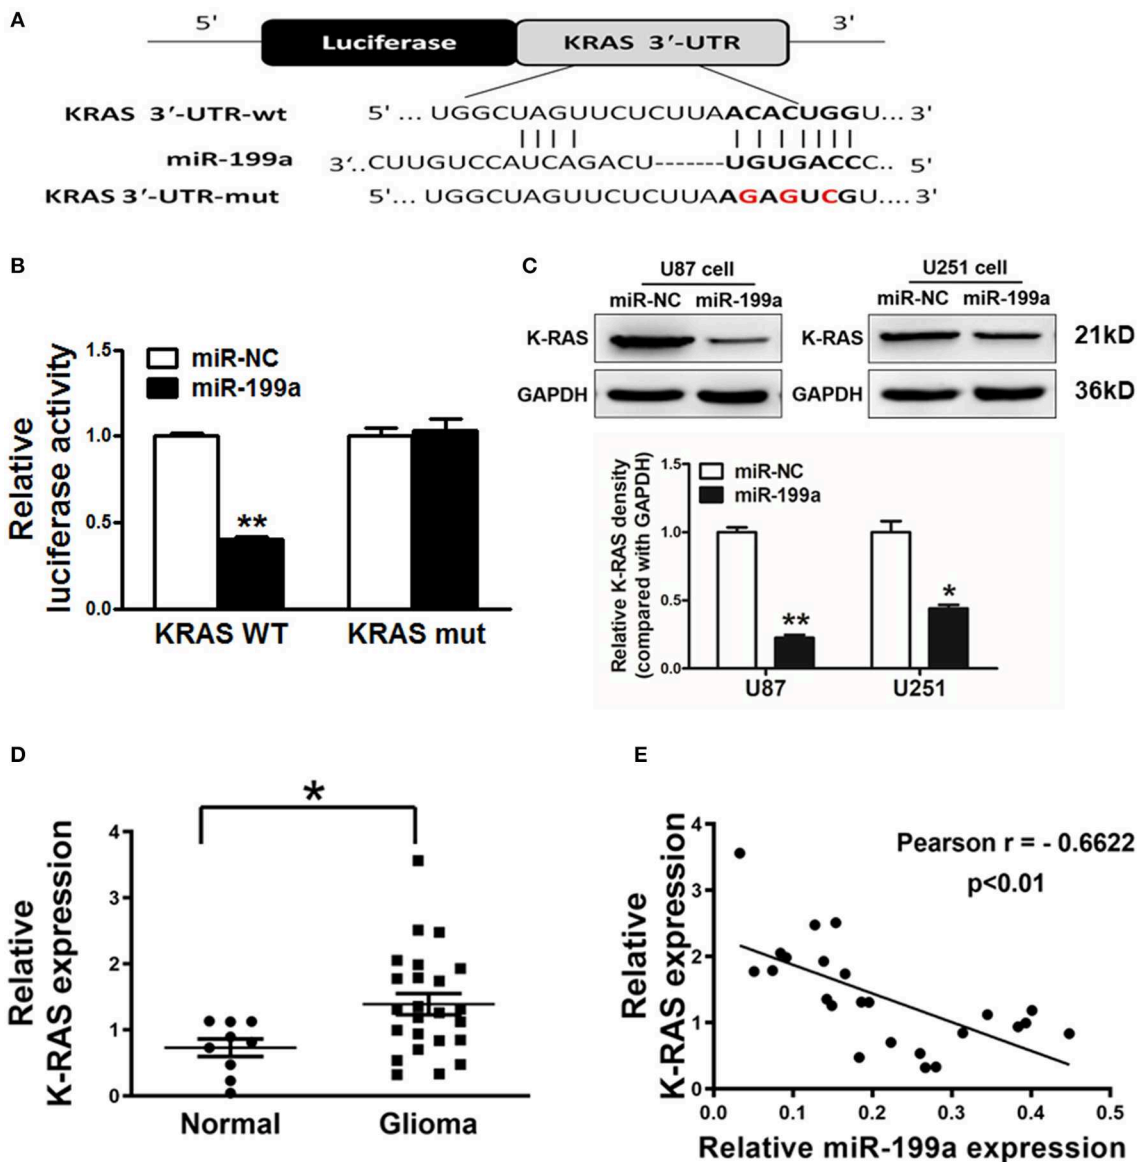 A
5' 3'
Luciferase KRAS 3'-UTR
KRAS 3'-UTR-wt 5' ... UGGCUAGUUCUCUUAACACUGGU... 3'
miR-199a 3'.. CUUGUCCAUCAGACU-------UGUGACCC.. 5'
KRAS 3'-UTR-mut 5'... UGGCUAGUUCUCUUAAGAGUCGU.... 3'
B
Relative
luciferase activity
1.5
1.0
0.5
0.0
miR-NC
miR-199a
**
KRAS WT KRAS mut
C
U87 cell U251 cell
miR-NC miR-199a miR-NC miR-199a
K-RAS K-RAS 21kD
GAPDH GAPDH 36kD
Relative K-RAS density
(compared with GAPDH)
1.5
1.0
0.5
0.0
miR-NC
miR-199a
** *
U87 U251
D
Relative
K-RAS expression
4
3
2
1
0
*
Normal Glioma
E
Relative
K-RAS expression
4
3
2
1
0
Pearson r = - 0.6622
p<0.01
0.0 0.1 0.2 0.3 0.4 0.5
Relative miR-199a expression